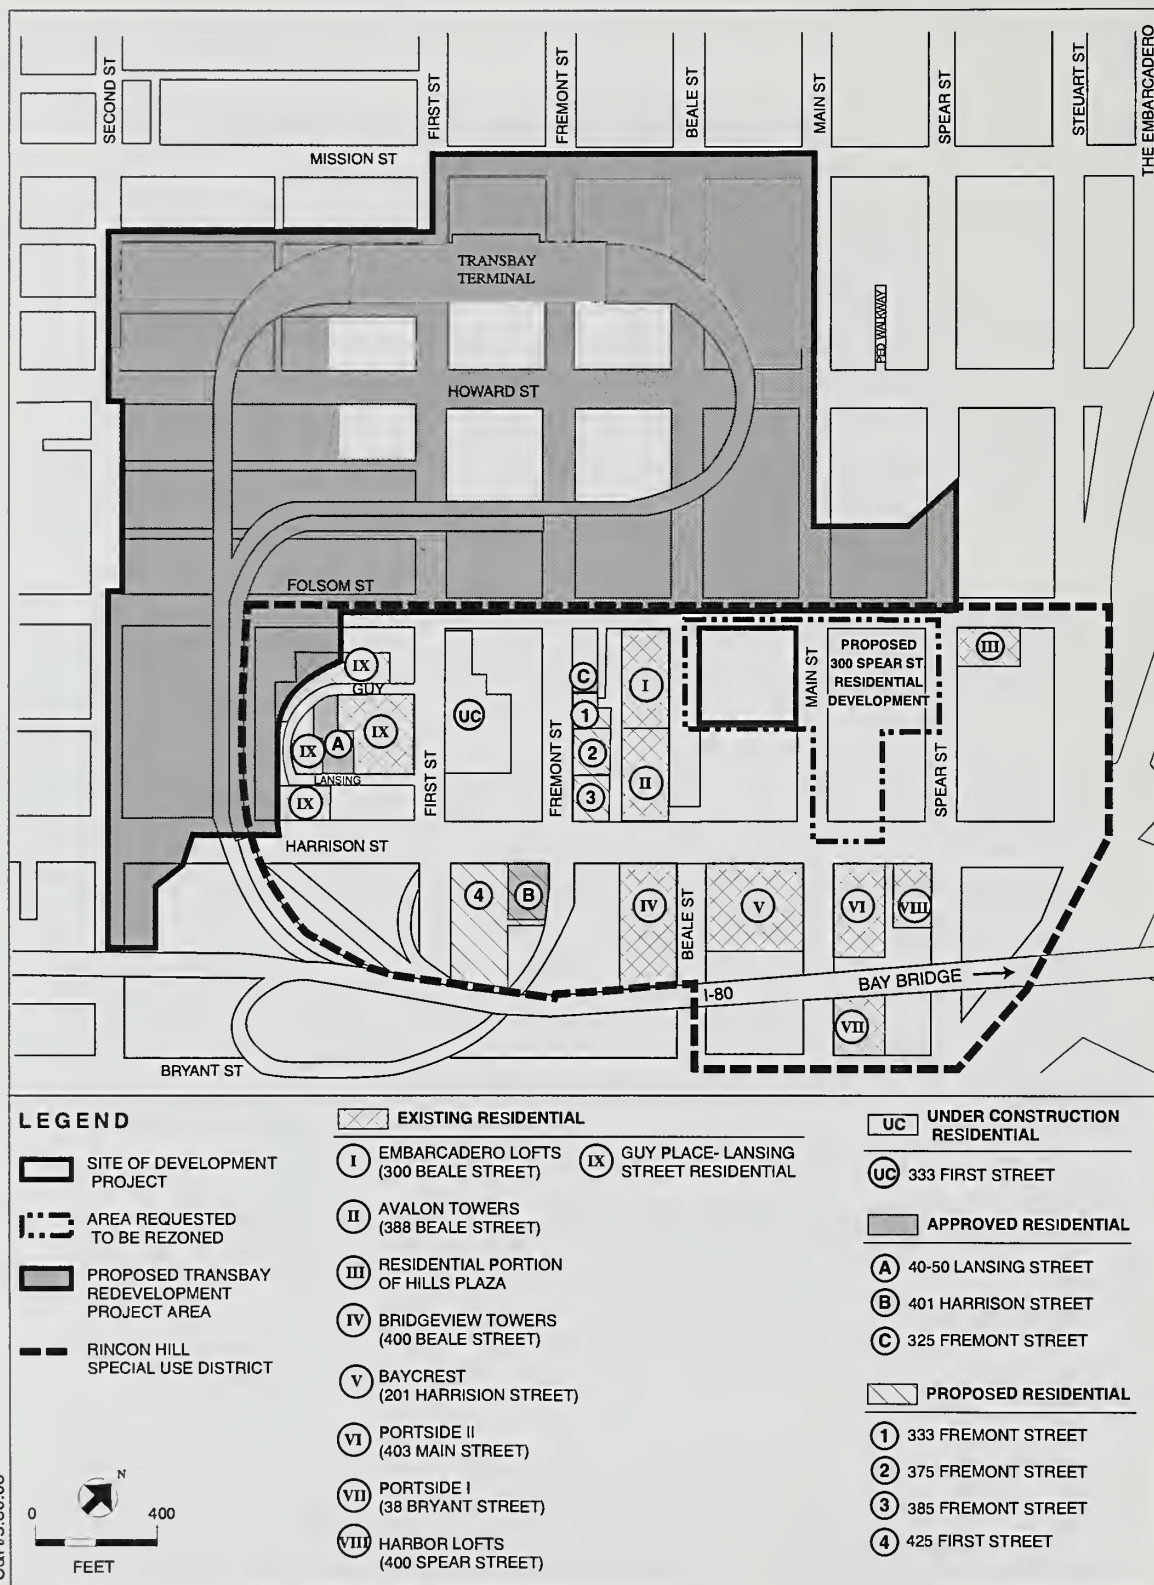 SECOND ST
FIRST ST
FREMONT ST
BEALE ST
MAIN ST
SPEAR ST
STEUART ST
THE EMBARCADERO
MISSION ST
TRANSBAY
TERMINAL
PED WALKWAY
HOWARD ST
FOLSOM ST
IX
GUY
IX
IX
A
LANSING
IX
FIRST ST
UC
FREMONT ST
C
1
2
3
I
II
MAIN ST
PROPOSED
300 SPEAR ST.
RESIDENTIAL
DEVELOPMENT
SPEAR ST
III
HARRISON ST
4
B
IV
BEALE ST
V
VI
VIII
I-80
BAY BRIDGE
VII
BRYANT ST
LEGEND
SITE OF DEVELOPMENT
PROJECT
AREA REQUESTED
TO BE REZONED
PROPOSED TRANSBAY
REDEVELOPMENT
PROJECT AREA
RINCON HILL
SPECIAL USE DISTRICT
N
0 400
FEET
EXISTING RESIDENTIAL
I EMBARCADERO LOFTS
(300 BEALE STREET)
II AVALON TOWERS
(388 BEALE STREET)
III RESIDENTIAL PORTION
OF HILLS PLAZA
IV BRIDGEVIEW TOWERS
(400 BEALE STREET)
V BAYCREST
(201 HARRISION STREET)
VI PORTSIDE II
(403 MAIN STREET)
VII PORTSIDE I
(38 BRYANT STREET)
VIII HARBOR LOFTS
(400 SPEAR STREET)
IX GUY PLACE- LANSING
STREET RESIDENTIAL
UC UNDER CONSTRUCTION
RESIDENTIAL
UC 333 FIRST STREET
APPROVED RESIDENTIAL
A 40-50 LANSING STREET
B 401 HARRISON STREET
C 325 FREMONT STREET
PROPOSED RESIDENTIAL
1 333 FREMONT STREET
2 375 FREMONT STREET
3 385 FREMONT STREET
4 425 FIRST STREET